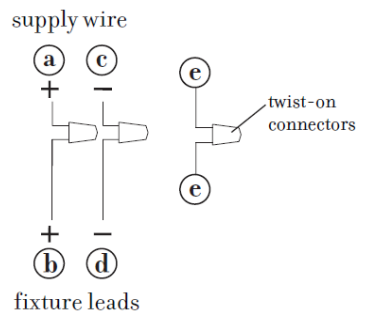 supply wire
a c
+ −
e
twist-on
connectors
e
+ −
b d
fixture leads